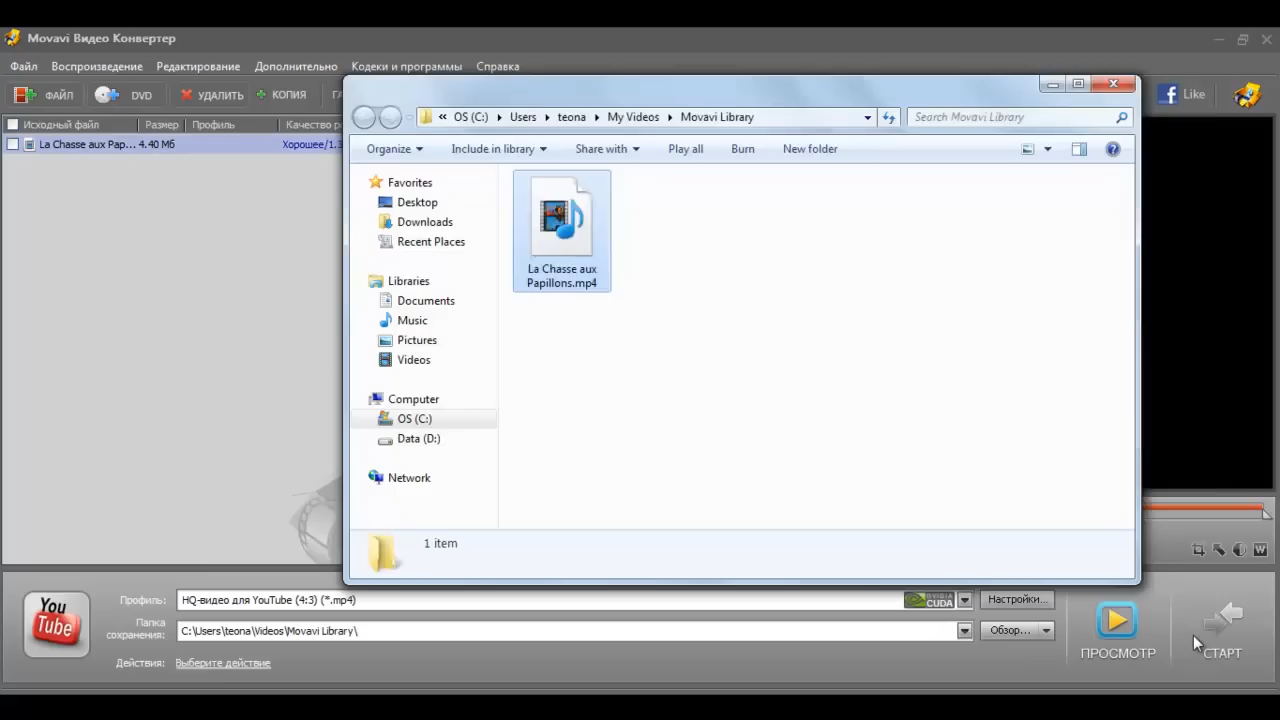 Movavi Видео Конвертер
Файл Воспроизведение Редактирование Дополнительно Кодеки и программы Справка
ФАЙЛ DVD УДАЛИТЬ КОПИЯ
Like
Исходный файл Размер Профиль Качество
La Chasse aux Pap... 4.40 Мб Хорошее/1.3
« OS (C:) Users teona My Videos Movavi Library
Search Movavi Library
Organize Include in library Share with Play all Burn New folder
Favorites
Desktop
Downloads
Recent Places
Libraries
Documents
Music
Pictures
Videos
Computer
OS (C:)
Data (D:)
Network
La Chasse aux
Papillons.mp4
1 item
You
Tube
Профиль: HQ-видео для YouTube (4:3) (*.mp4) NVIDIA CUDA Настройки...
Папка
сохранения: C:\Users\teona\Videos\Movavi Library\ Обзор...
Действия: Выберите действие
ПРОСМОТР СТАРТ
W